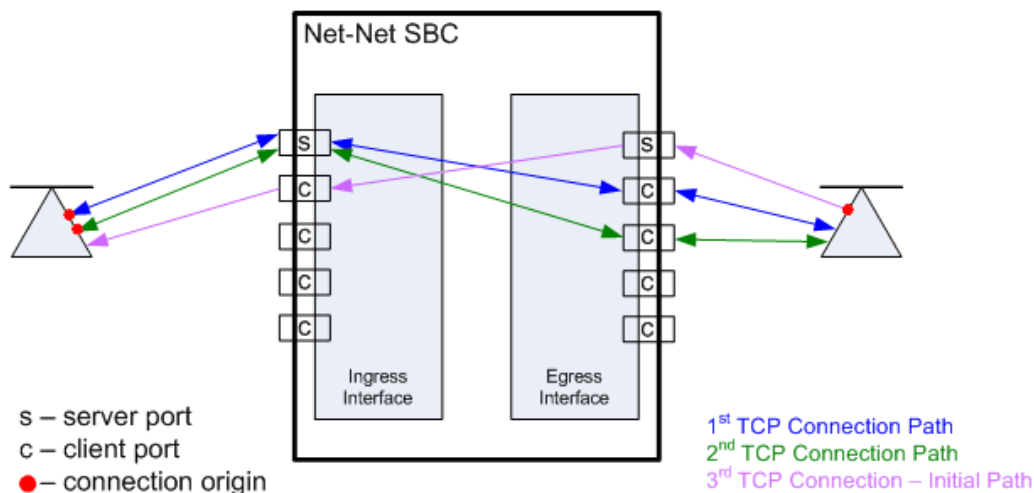 Net-Net SBC
S
S
C
C
C
C
C
C
C
C
Ingress
Interface
Egress
Interface
s – server port
c – client port
– connection origin
1st TCP Connection Path
2nd TCP Connection Path
3rd TCP Connection – Initial Path